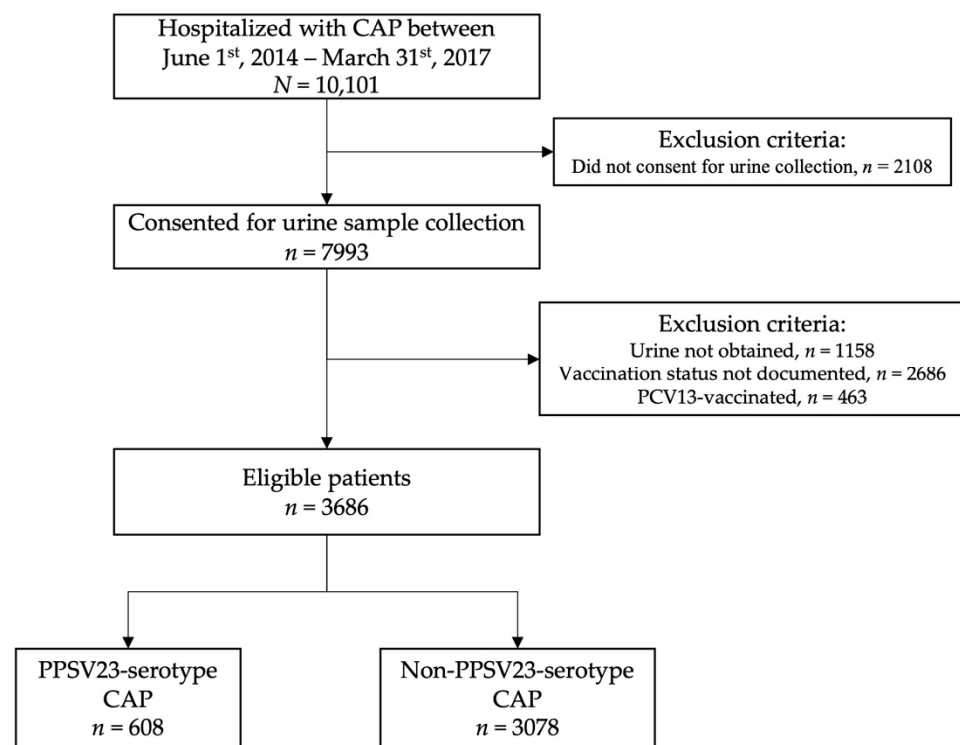 Hospitalized with CAP between
June 1st, 2014 – March 31st, 2017
N = 10,101
Exclusion criteria:
Did not consent for urine collection, n = 2108
Consented for urine sample collection
n = 7993
Exclusion criteria:
Urine not obtained, n = 1158
Vaccination status not documented, n = 2686
PCV13-vaccinated, n = 463
Eligible patients
n = 3686
PPSV23-serotype
CAP
n = 608
Non-PPSV23-serotype
CAP
n = 3078